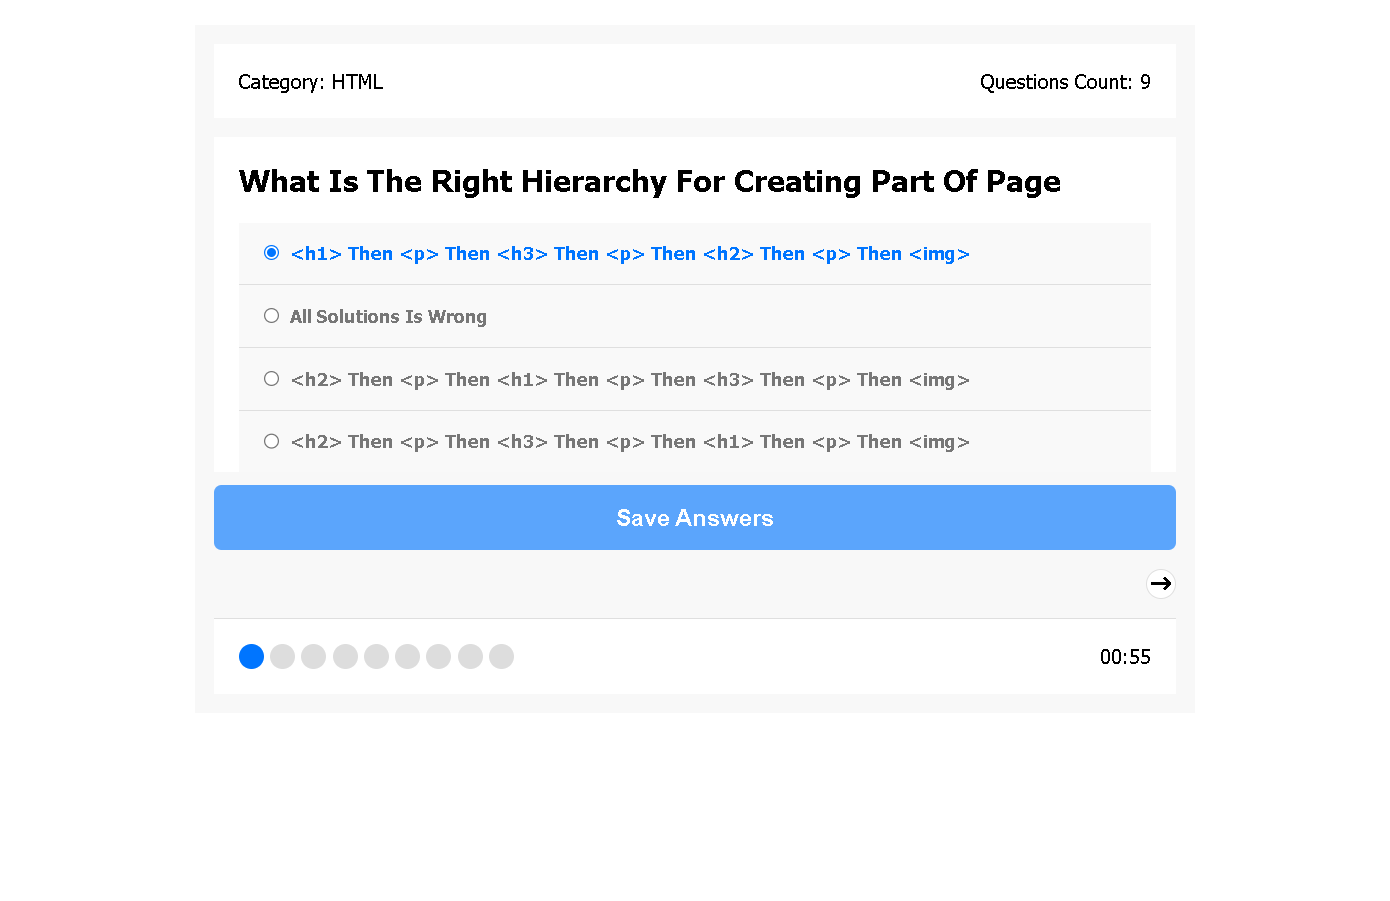 Category: HTML
Questions Count: 9
What Is The Right Hierarchy For Creating Part Of Page
<h1> Then <p> Then <h3> Then <p> Then <h2> Then <p> Then <img>
All Solutions Is Wrong
<h2> Then <p> Then <h1> Then <p> Then <h3> Then <p> Then <img>
<h2> Then <p> Then <h3> Then <p> Then <h1> Then <p> Then <img>
Save Answers
00:55